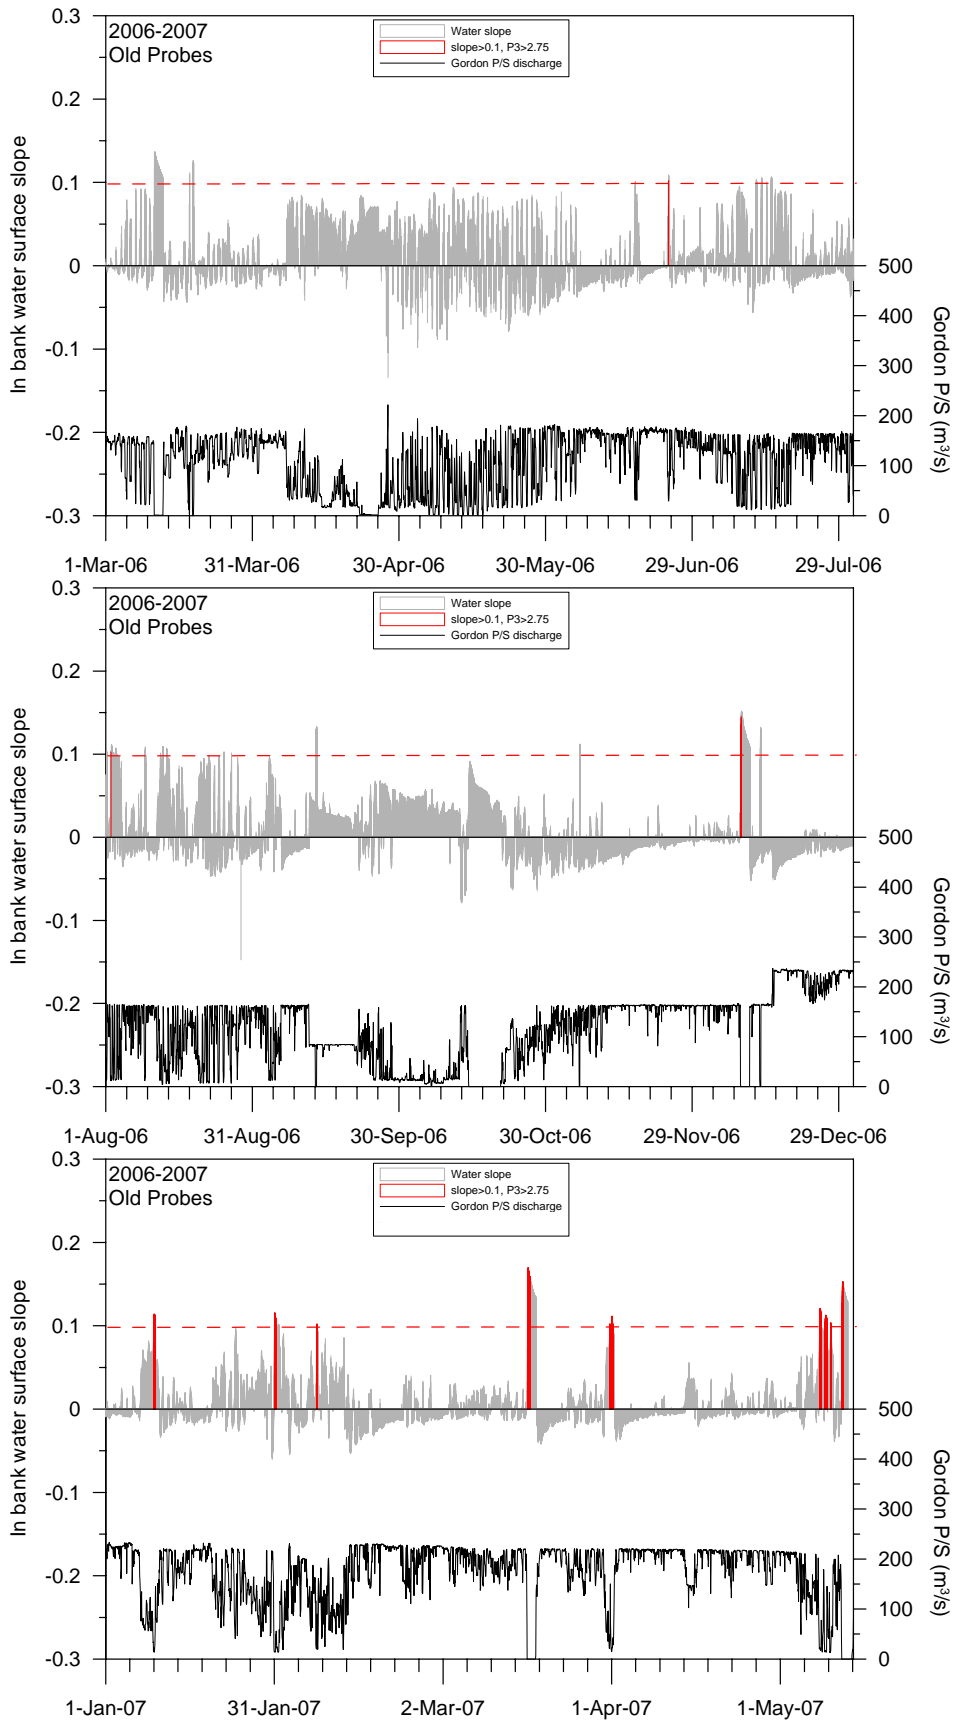 2006-2007
Old Probes
Water slope
slope>0.1, P3>2.75
Gordon P/S discharge
In bank water surface slope
0.3
0.2
0.1
0
-0.1
-0.2
-0.3
500
400
300
200
100
0
Gordon P/S (m³/s)
1-Mar-06 31-Mar-06 30-Apr-06 30-May-06 29-Jun-06 29-Jul-06
2006-2007
Old Probes
Water slope
slope>0.1, P3>2.75
Gordon P/S discharge
In bank water surface slope
0.3
0.2
0.1
0
-0.1
-0.2
-0.3
500
400
300
200
100
0
Gordon P/S (m³/s)
1-Aug-06 31-Aug-06 30-Sep-06 30-Oct-06 29-Nov-06 29-Dec-06
2006-2007
Old Probes
Water slope
slope>0.1, P3>2.75
Gordon P/S discharge
In bank water surface slope
0.3
0.2
0.1
0
-0.1
-0.2
-0.3
500
400
300
200
100
0
Gordon P/S (m³/s)
1-Jan-07 31-Jan-07 2-Mar-07 1-Apr-07 1-May-07